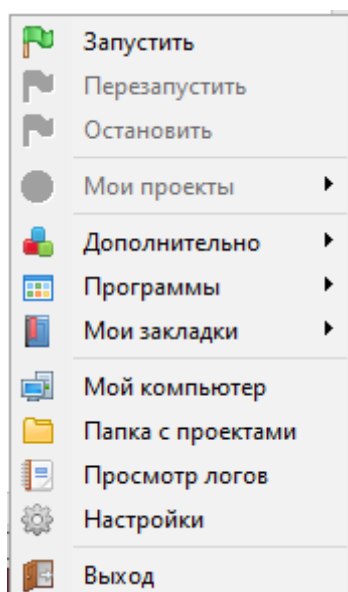 Запустить
Перезапустить
Остановить
Мои проекты
Дополнительно
Программы
Мои закладки
Мой компьютер
Папка с проектами
Просмотр логов
Настройки
Выход